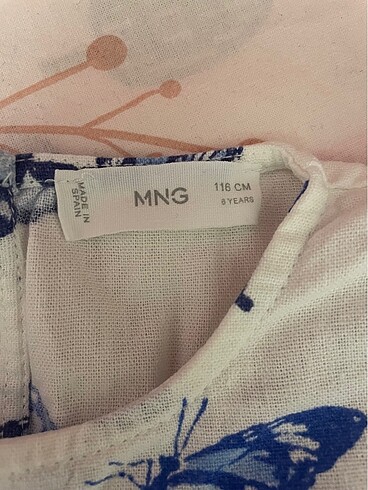 MADE IN
SPAIN
MNG
116 CM
6 YEARS